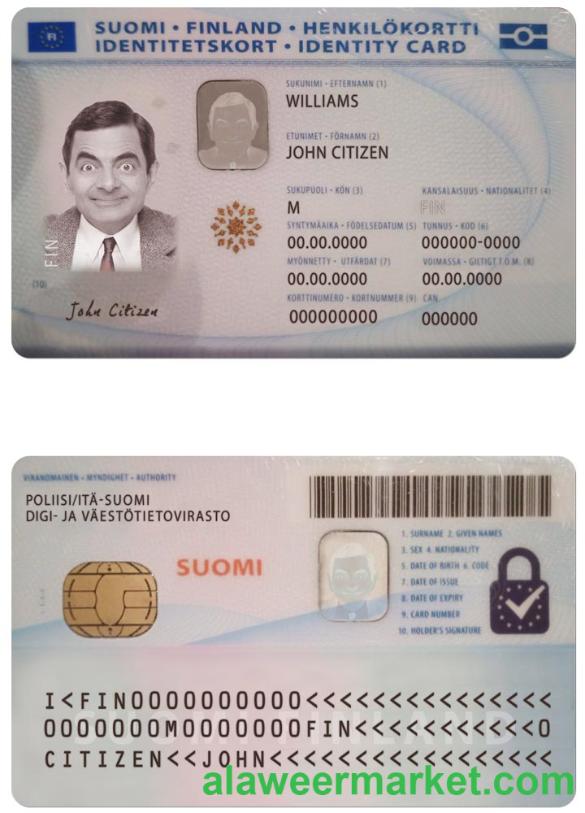 FI
SUOMI • FINLAND • HENKILÖKORTTI
IDENTITETSKORT • IDENTITY CARD
SUKUNIMI • EFTERNAMN (1)
WILLIAMS
ETUNIMET • FÖRNAMN (2)
JOHN CITIZEN
SUKUPUOLI • KÖN (3) KANSALAISUUS • NATIONALITET (4)
M FIN
SYNTYMÄAIKA • FÖDELSEDATUM (5) TUNNUS • KOD (6)
00.00.0000 000000-0000
MYÖNNETTY • UTFÄRDAT (7) VOIMASSA • GILTIGT T.O.M. (8)
00.00.0000 00.00.0000
KORTTINUMERO • KORTNUMMER (9) CAN
000000000 000000
FIN
(10)
John Citizen
VIRANOMAINEN • MYNDIGHET • AUTHORITY
POLIISI/ITÄ-SUOMI
DIGI- JA VÄESTÖTIETOVIRASTO
SUOMI
1. SURNAME 2. GIVEN NAMES
3. SEX 4. NATIONALITY
5. DATE OF BIRTH 6. CODE
7. DATE OF ISSUE
8. DATE OF EXPIRY
9. CARD NUMBER
10. HOLDER'S SIGNATURE
I<FIN0000000000<<<<<<<<<<<<<<<
0000000M0000000FIN<<<<<<<<<<<0
CITIZEN<<JOHN<<<<<<<<<<<<<<<<<
SUOMI FINLAND
alaweermarket.com